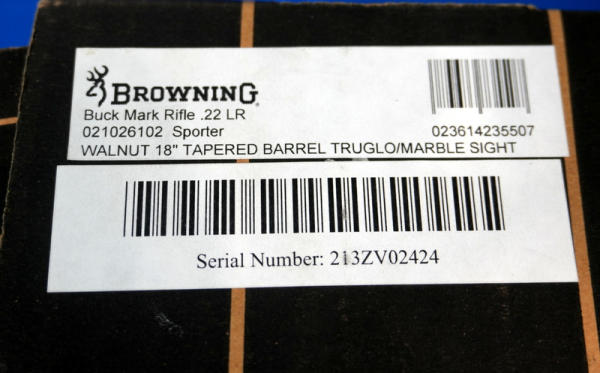 BROWNING
Buck Mark Rifle .22 LR
021026102 Sporter
023614235507
WALNUT 18" TAPERED BARREL TRUGLO/MARBLE SIGHT
Serial Number: 213ZV02424